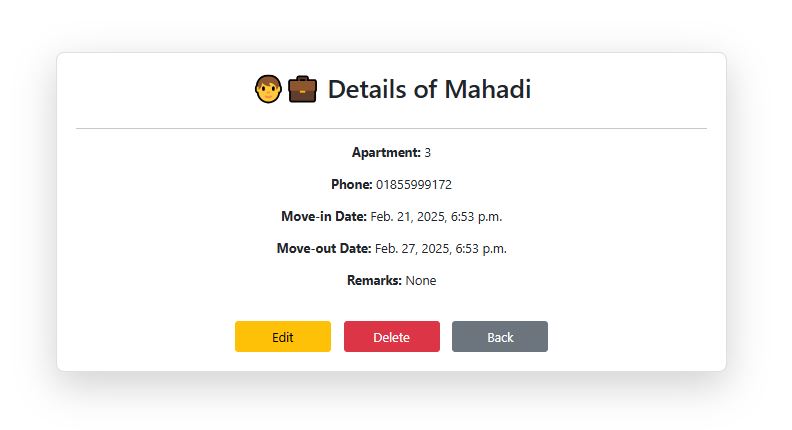 Details of Mahadi
Apartment: 3
Phone: 01855999172
Move-in Date: Feb. 21, 2025, 6:53 p.m.
Move-out Date: Feb. 27, 2025, 6:53 p.m.
Remarks: None
Edit
Delete
Back